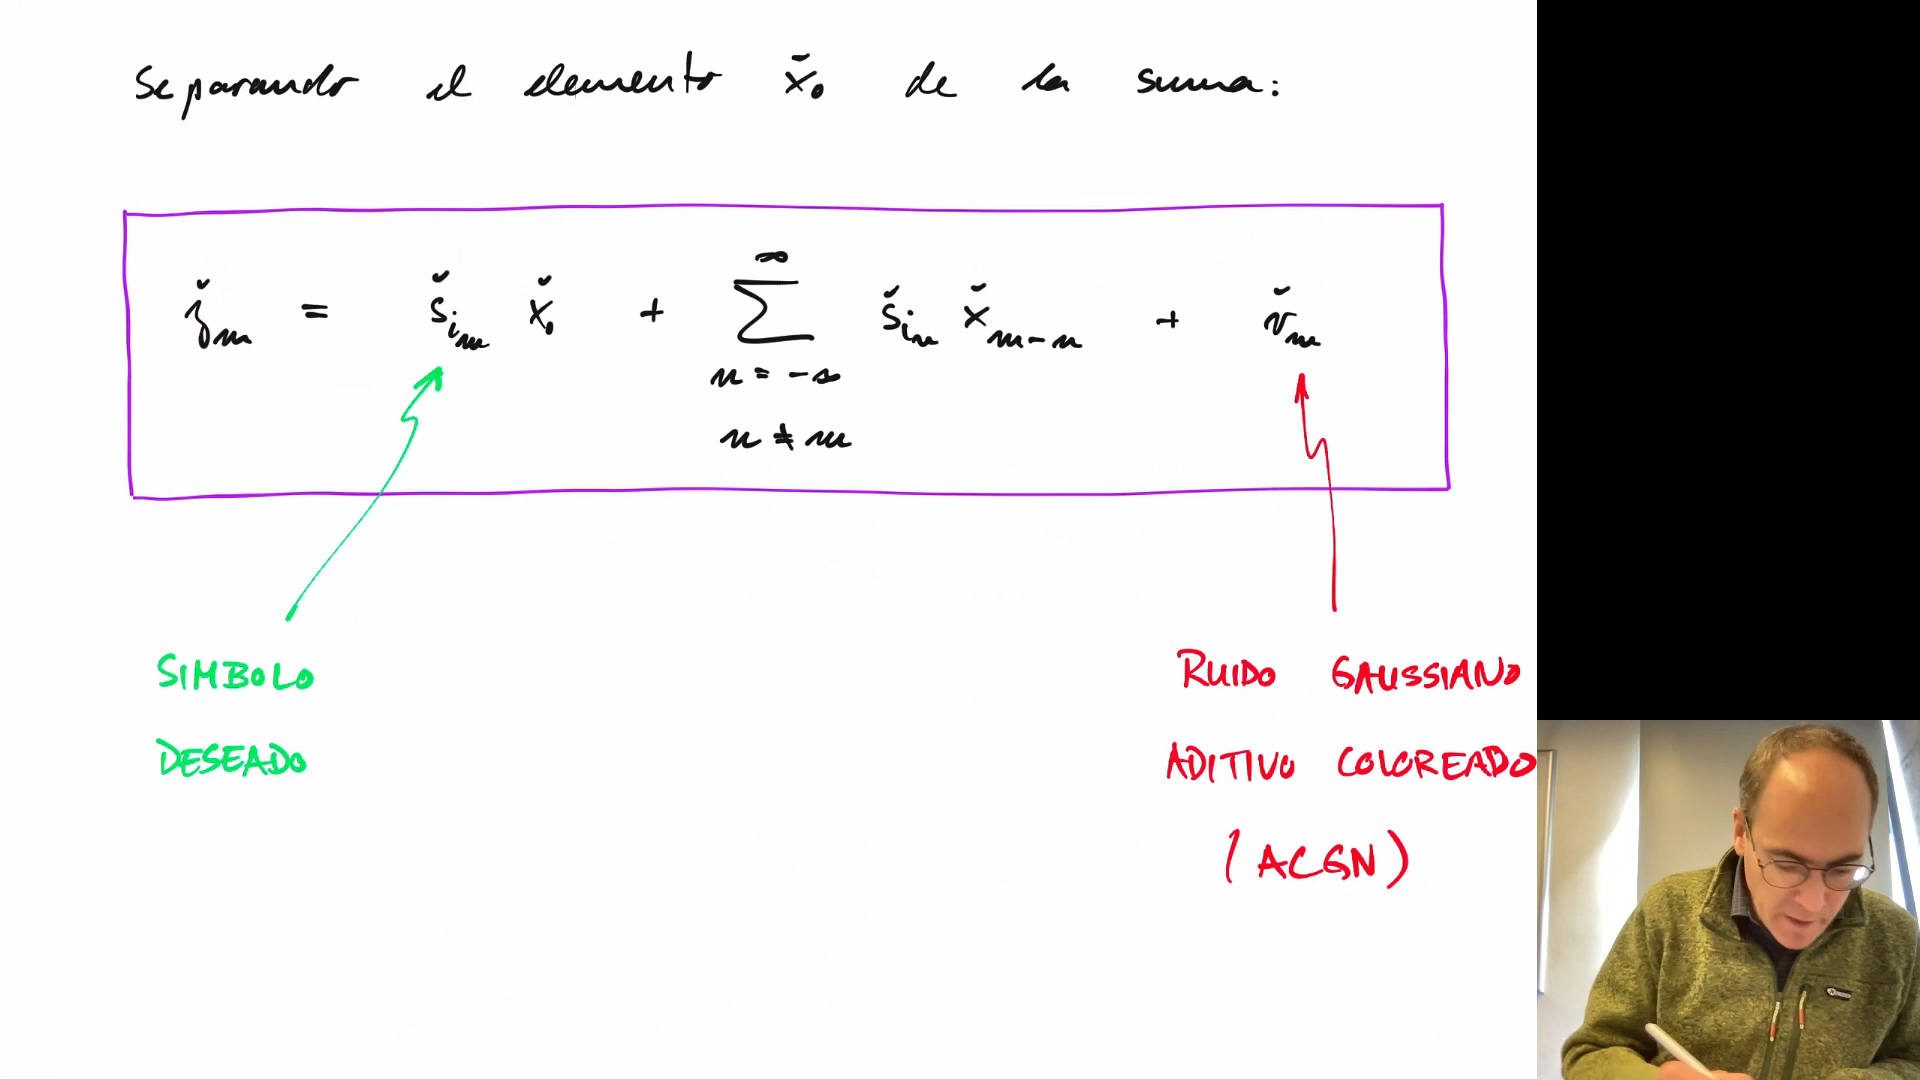 Separando el elemento x̌₀ de la suma:
ž_m = š_{i_m} x̌₀ + ∑_{n=-∞, n≠m}^{∞} š_{i_n} x̌_{m-n} + v̌_m
SIMBOLO
DESEADO
RUIDO GAUSSIANO
ADITIVO COLOREADO
(ACGN)